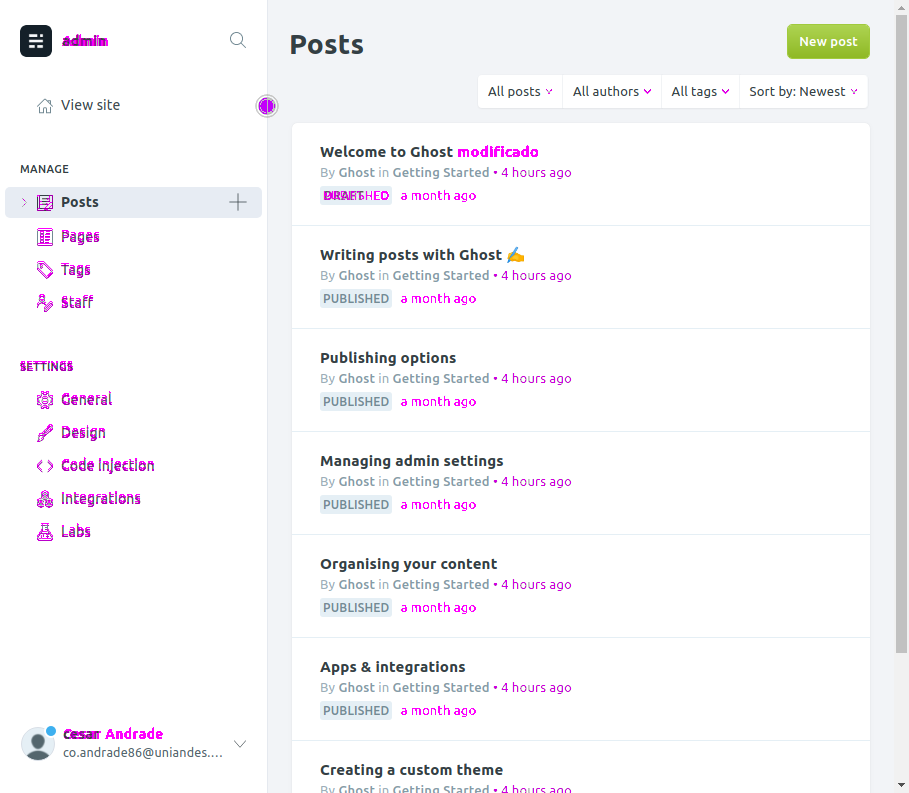 Admin
View site
MANAGE
Posts
Pages
Tags
Staff
SETTINGS
General
Design
Code injection
Integrations
Labs
Cesar Andrade
co.andrade86@uniandes....
Posts
New post
All posts
All authors
All tags
Sort by: Newest
Welcome to Ghost modificado
By Ghost in Getting Started • 4 hours ago
a month ago
Writing posts with Ghost ✍️
By Ghost in Getting Started • 4 hours ago
PUBLISHED a month ago
Publishing options
By Ghost in Getting Started • 4 hours ago
PUBLISHED a month ago
Managing admin settings
By Ghost in Getting Started • 4 hours ago
PUBLISHED a month ago
Organising your content
By Ghost in Getting Started • 4 hours ago
PUBLISHED a month ago
Apps & integrations
By Ghost in Getting Started • 4 hours ago
PUBLISHED a month ago
Creating a custom theme
By Ghost in Getting Started • 4 hours ago